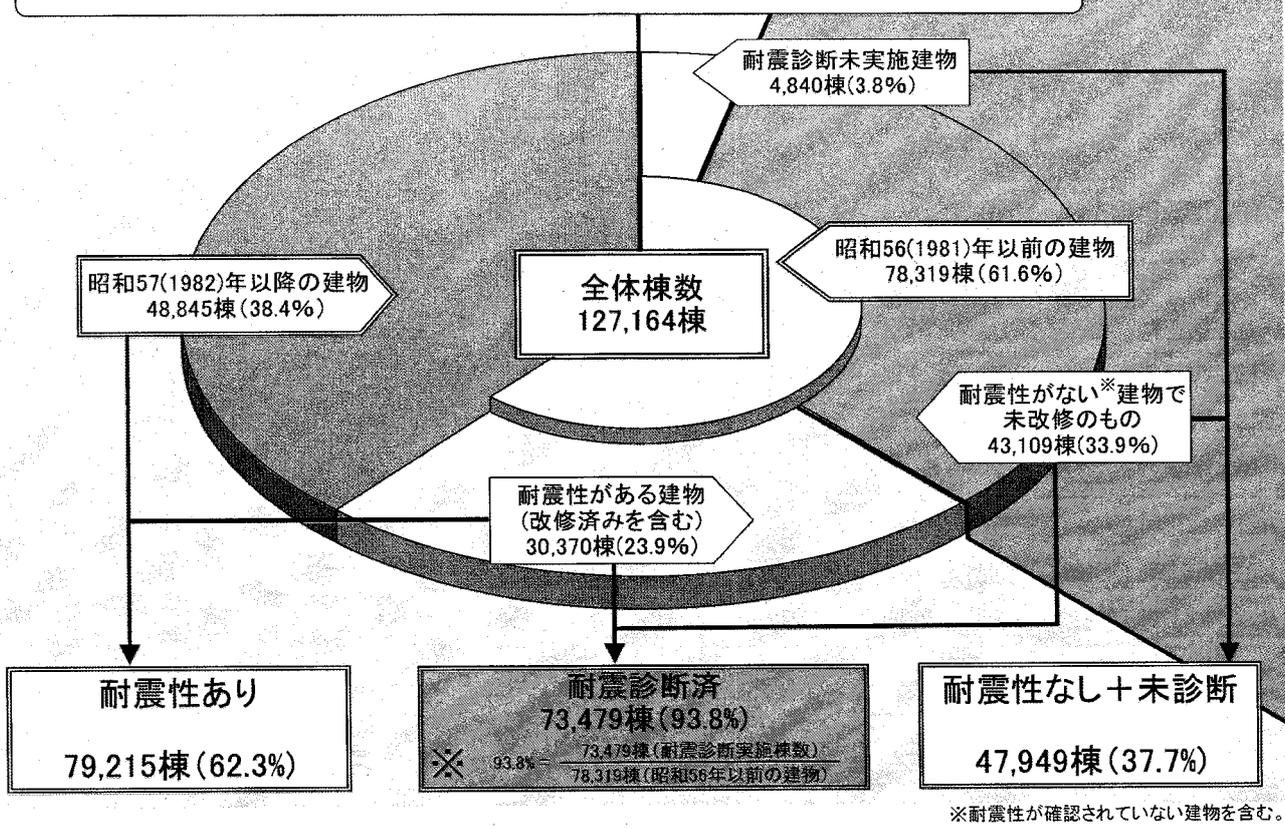 耐震診断未実施建物
4,840棟(3.8%)
昭和56(1981)年以前の建物
78,319棟(61.6%)
昭和57(1982)年以降の建物
48,845棟(38.4%)
全体棟数
127,164棟
耐震性がない※建物で
未改修のもの
43,109棟(33.9%)
耐震性がある建物
(改修済みを含む)
30,370棟(23.9%)
耐震性あり
79,215棟(62.3%)
耐震診断済
73,479棟(93.8%)
※ 93.8% = 73,479棟(耐震診断実施棟数)
78,319棟(昭和56年以前の建物)
耐震性なし+未診断
47,949棟(37.7%)
※耐震性が確認されていない建物を含む。